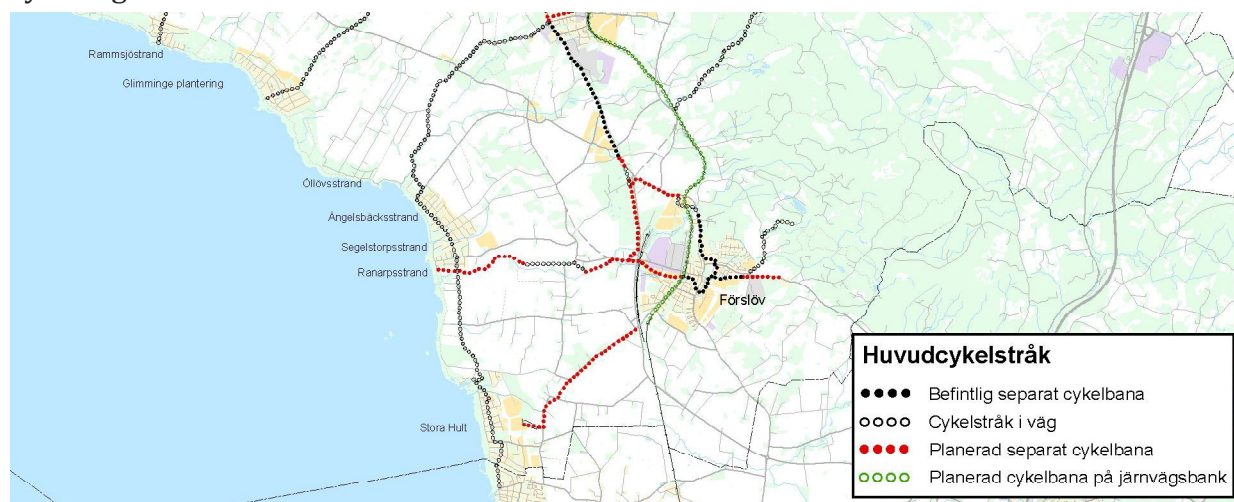 Rammsjöstrand
Glimminge plantering
Öllövsstrand
Ängelsbäcksstrand
Segelstorpsstrand
Ranarpsstrand
Förslöv
Stora Hult
Huvudcykelstråk
Befintlig separat cykelbana
Cykelstråk i väg
Planerad separat cykelbana
Planerad cykelbana på järnvägsbank